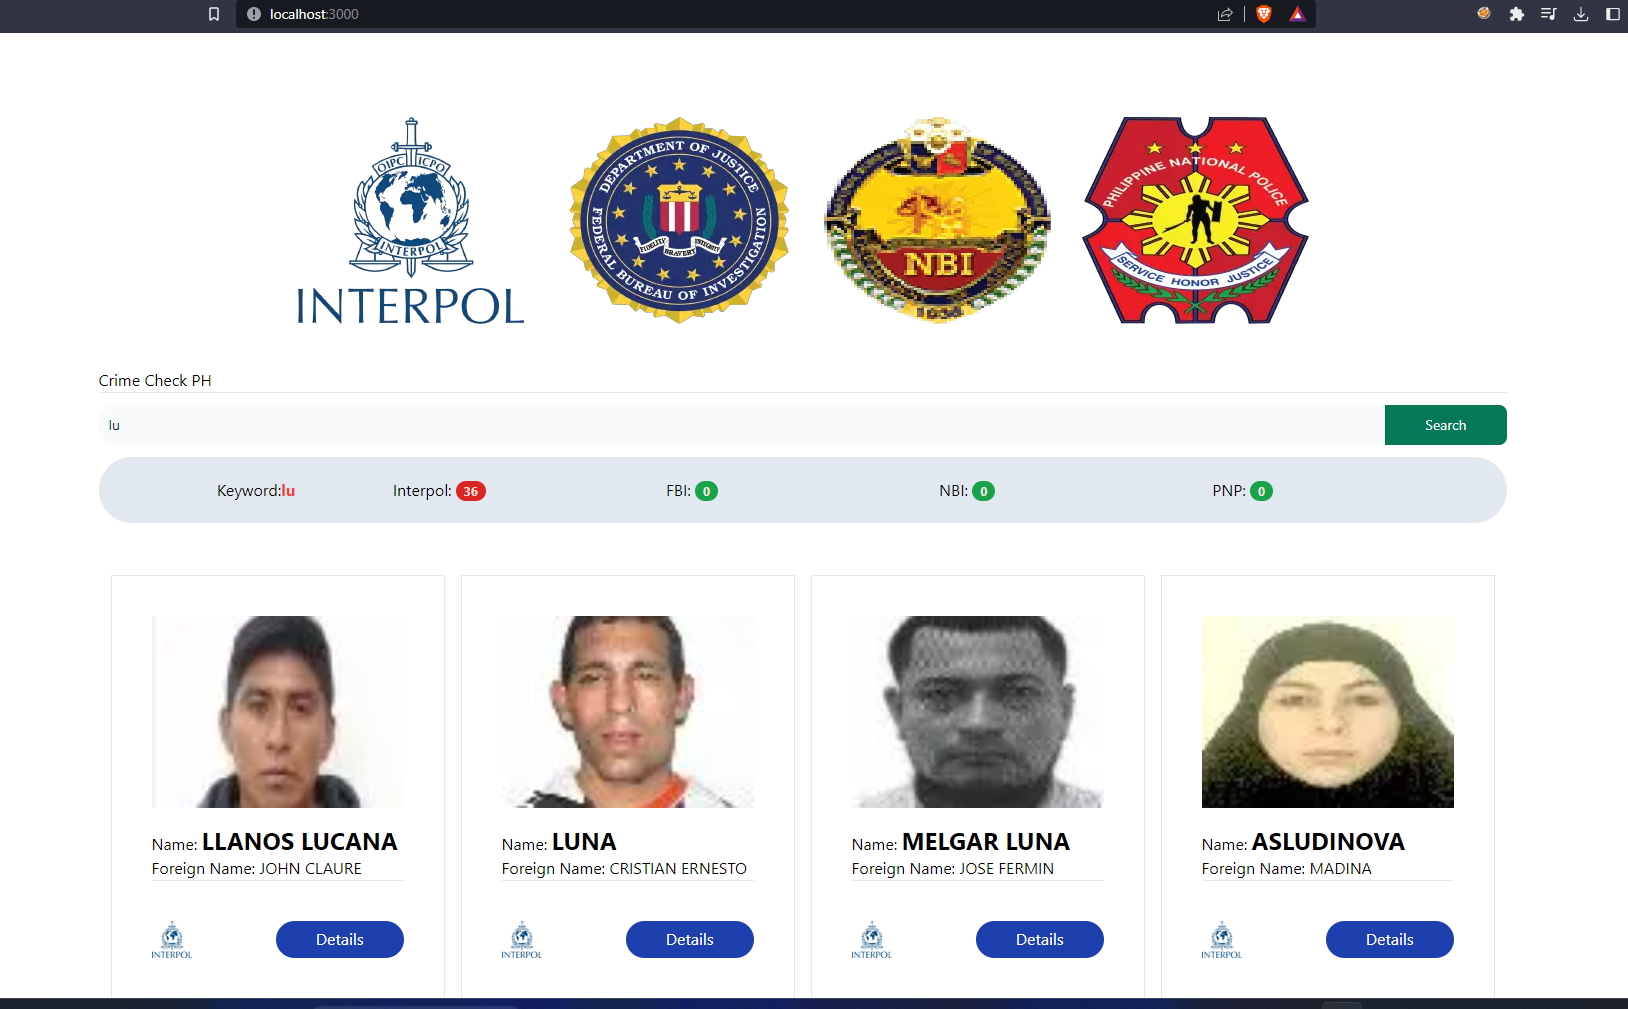 localhost:3000
OIPC ICPO
INTERPOL
INTERPOL
DEPARTMENT OF JUSTICE
FEDERAL BUREAU OF INVESTIGATION
FIDELITY BRAVERY INTEGRITY
NBI
1936
PHILIPPINE NATIONAL POLICE
SERVICE HONOR JUSTICE
Crime Check PH
lu
Search
Keyword:lu Interpol: 36 FBI: 0 NBI: 0 PNP: 0
Name: LLANOS LUCANA
Foreign Name: JOHN CLAURE
INTERPOL
Details
Name: LUNA
Foreign Name: CRISTIAN ERNESTO
INTERPOL
Details
Name: MELGAR LUNA
Foreign Name: JOSE FERMIN
INTERPOL
Details
Name: ASLUDINOVA
Foreign Name: MADINA
INTERPOL
Details